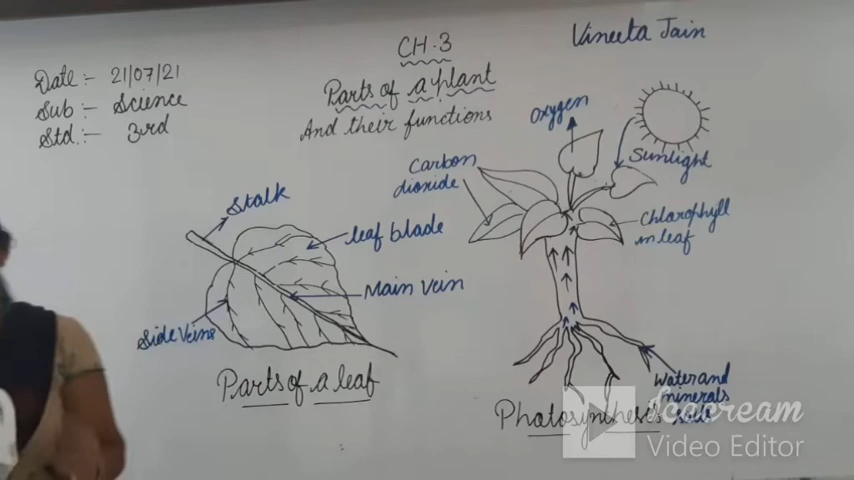 CH-3
Vineeta Jain
Date :- 21/07/21
Sub :- Science
Std :- 3rd
Parts of a plant
And their functions
Oxygen
Sunlight
Carbon
dioxide
Chlorophyll
in leaf
Stalk
leaf blade
Main vein
Side veins
Parts of a leaf
Water and
minerals
Photosynthesis
Icecream
Video Editor